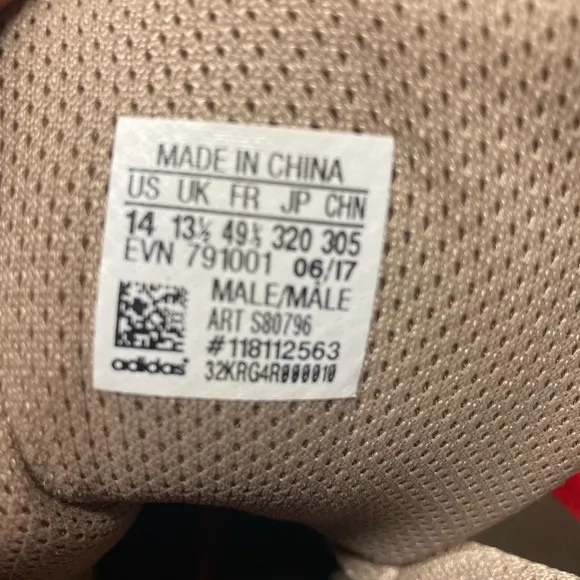 MADE IN CHINA
US UK FR JP CHN
14 13½ 49⅓ 320 305
EVN 791001 06/17
MALE/MÂLE
ART S80796
#118112563
adidas® 32KRG4R000010